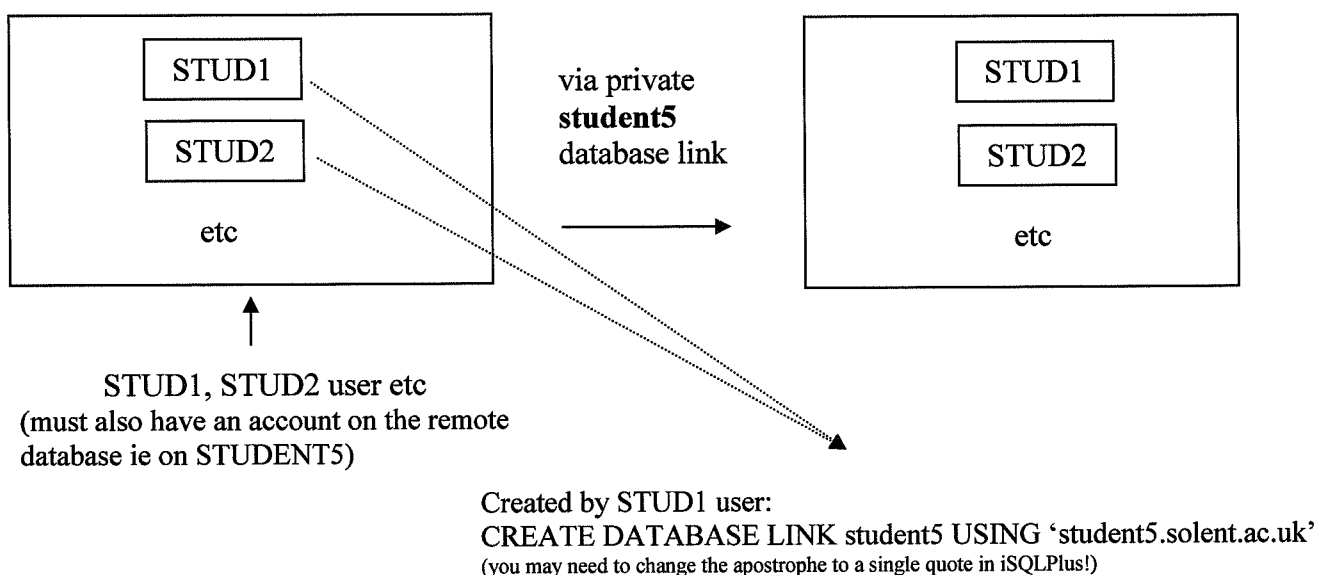 STUD1
STUD2
etc
via private
student5
database link
STUD1
STUD2
etc
STUD1, STUD2 user etc
(must also have an account on the remote
database ie on STUDENT5)
Created by STUD1 user:
CREATE DATABASE LINK student5 USING ‘student5.solent.ac.uk’
(you may need to change the apostrophe to a single quote in iSQLPlus!)